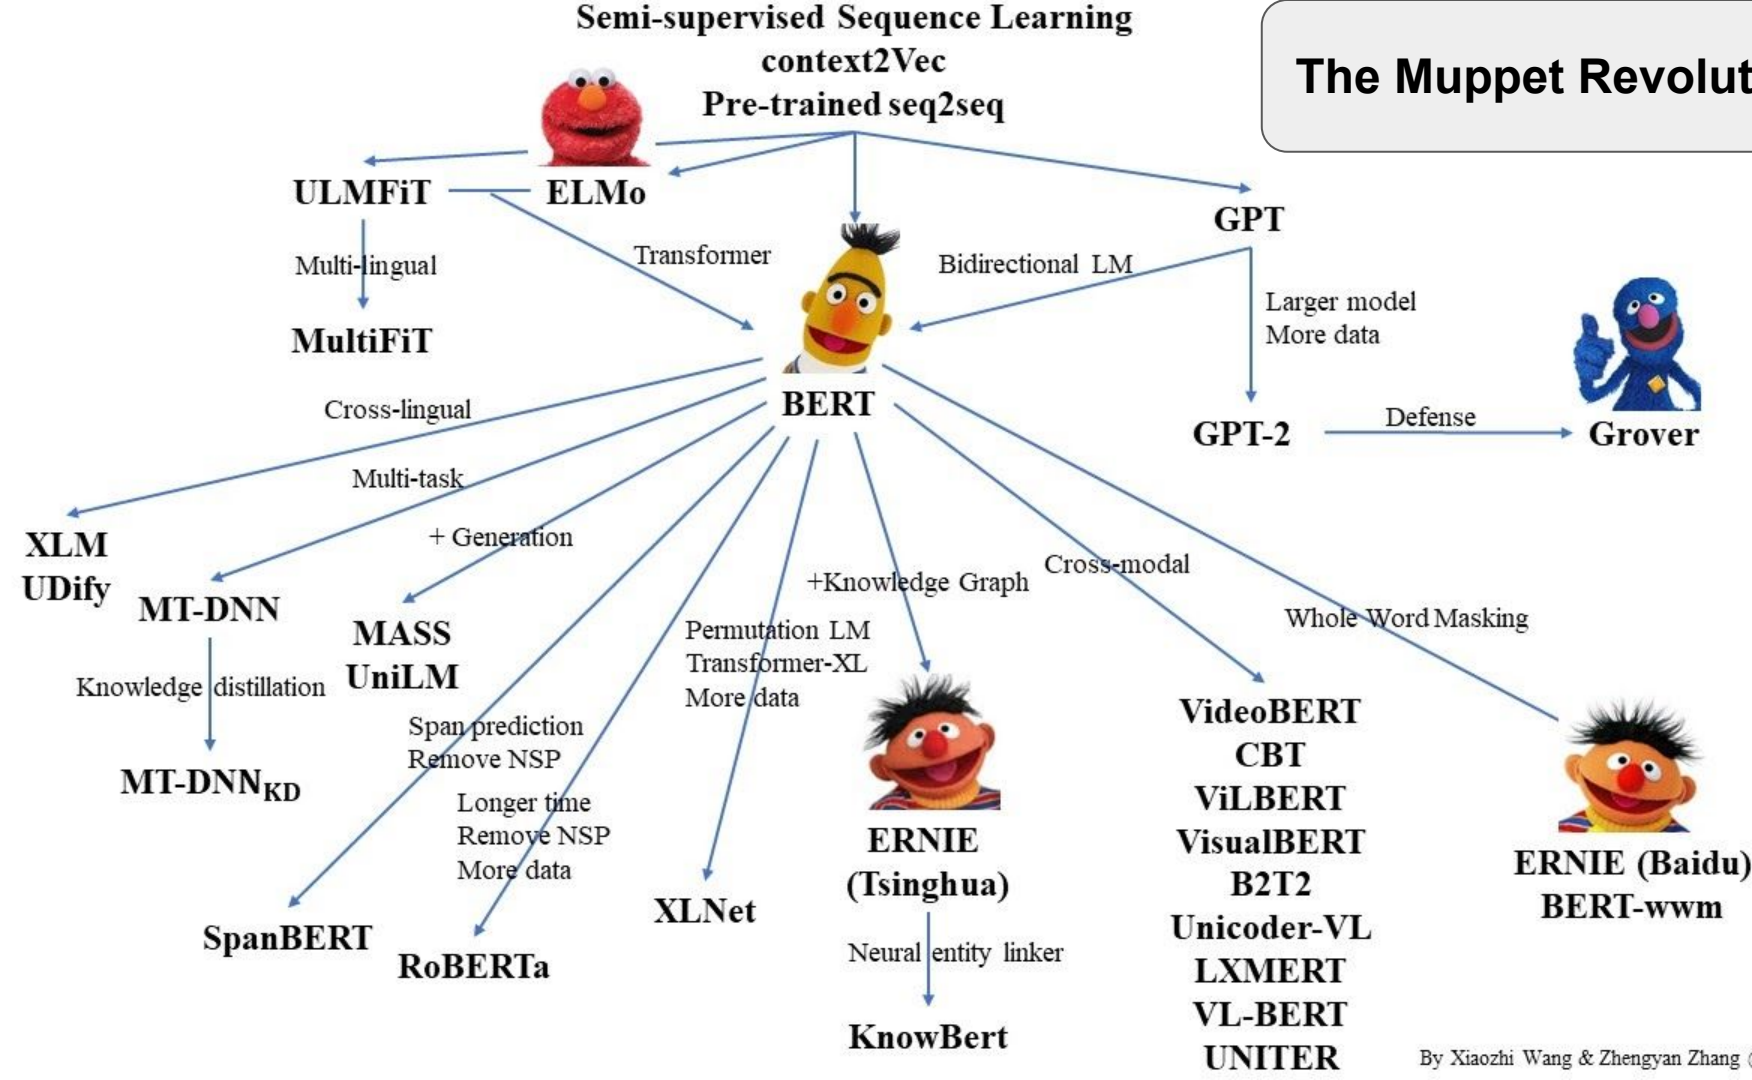 Semi-supervised Sequence Learning
context2Vec
Pre-trained seq2seq
The Muppet Revolut
ULMFiT
ELMo
GPT
Multi-lingual
Transformer
Bidirectional LM
Larger model
More data
MultiFiT
BERT
Cross-lingual
GPT-2
Defense
Grover
Multi-task
+ Generation
XLM
UDify
MT-DNN
MASS
UniLM
+Knowledge Graph
Cross-modal
Whole Word Masking
Permutation LM
Transformer-XL
More data
Knowledge distillation
MT-DNNKD
Span prediction
Remove NSP
Longer time
Remove NSP
More data
SpanBERT
RoBERTa
XLNet
ERNIE
(Tsinghua)
Neural entity linker
KnowBert
VideoBERT
CBT
ViLBERT
VisualBERT
B2T2
Unicoder-VL
LXMERT
VL-BERT
UNITER
ERNIE (Baidu)
BERT-wwm
By Xiaozhi Wang & Zhengyan Zhang